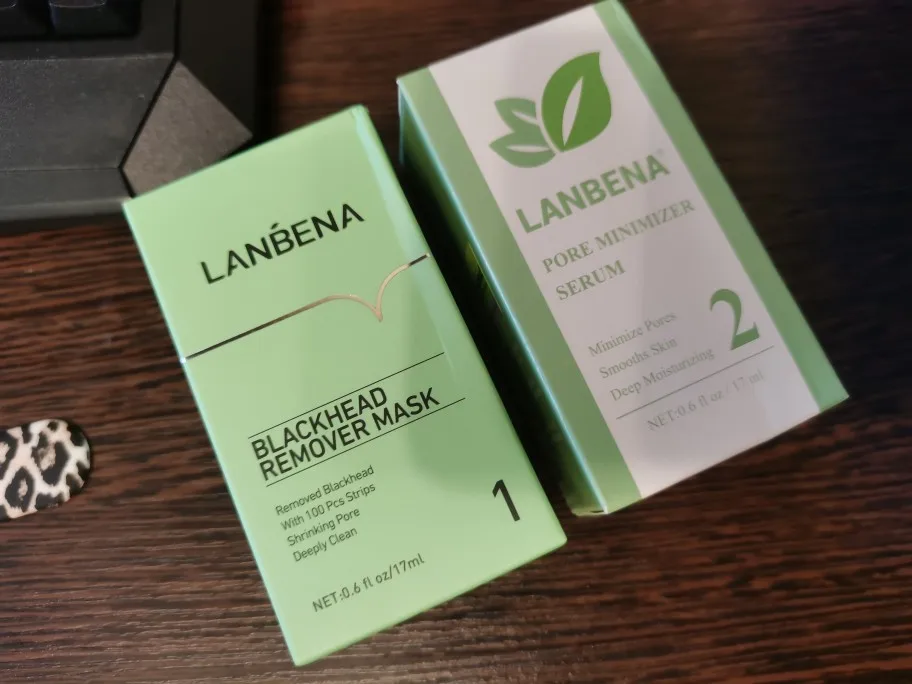 LANBENA
BLACKHEAD
REMOVER MASK
Removed Blackhead
With 100 Pcs Strips
Shrinking Pore
Deeply Clean
1
NET:0.6 fl oz/17ml
LANBENA
PORE MINIMIZER
SERUM
Minimize Pores
Smooths Skin
Deep Moisturizing
2
NET:0.6 fl oz / 17 ml